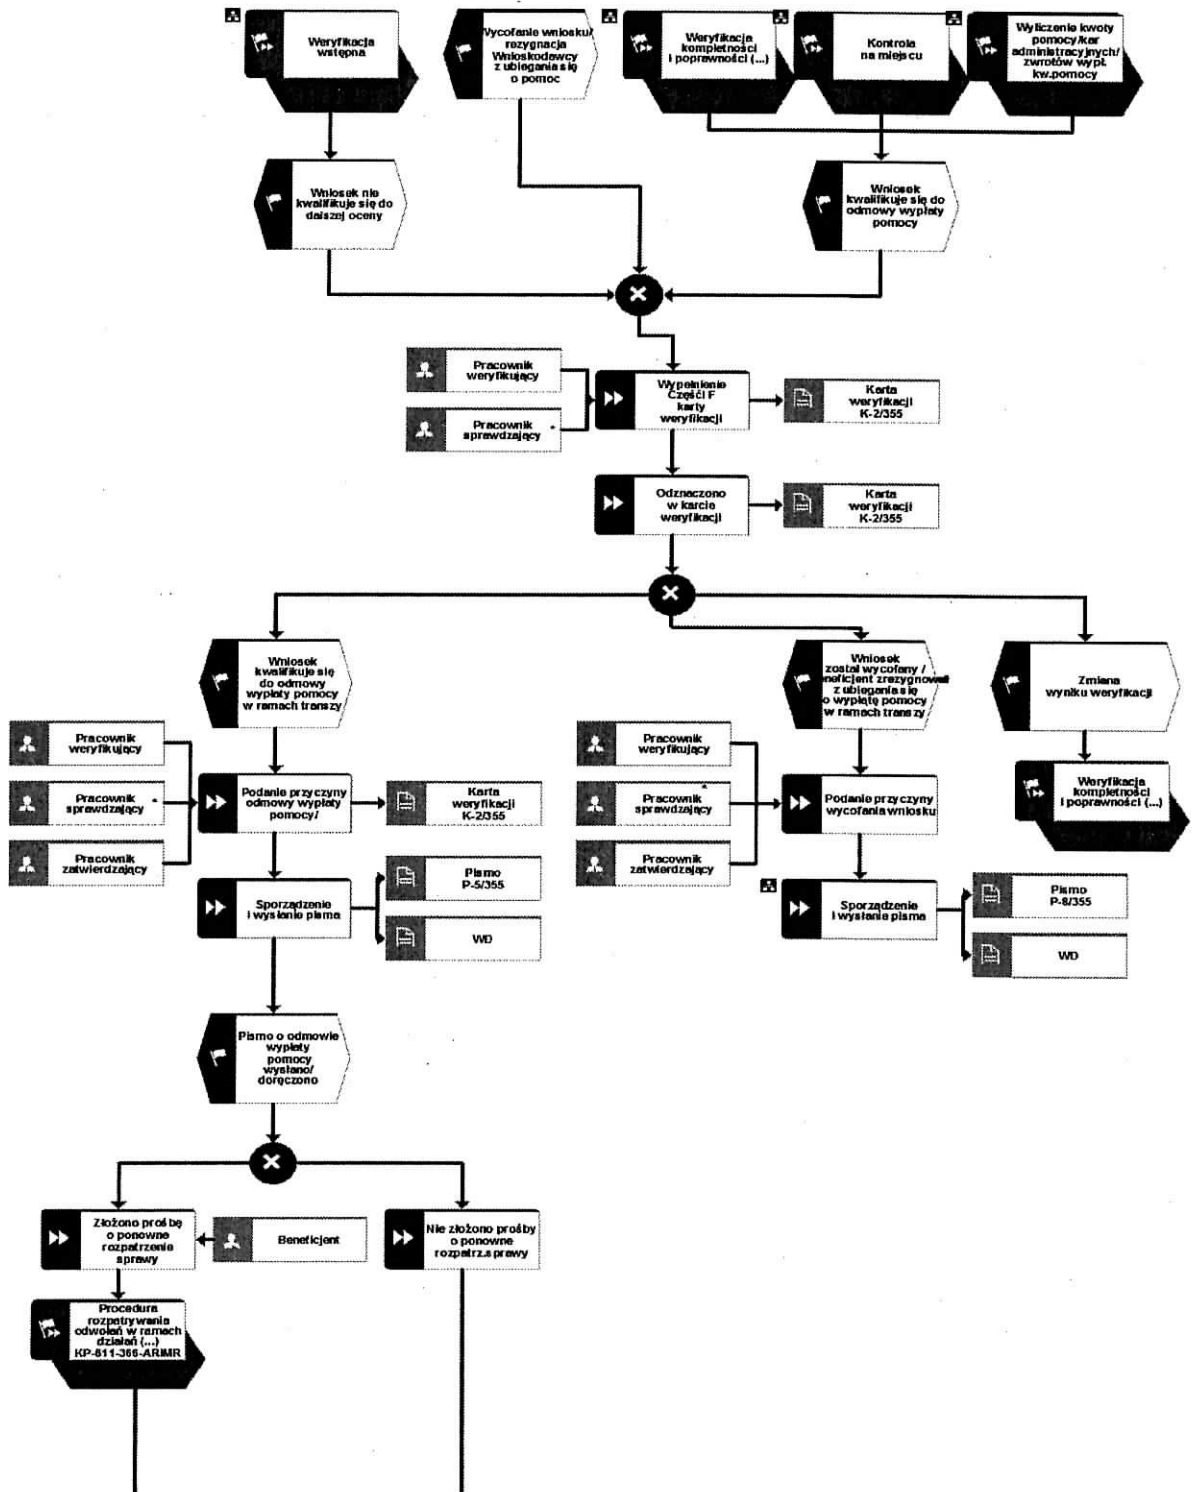 Weryfikacja
wstępna
Wycofanie wniosku/
rezygnacja
Wnioskodawcy
z ubiegania się
o pomoc
Weryfikacja
kompletności
i poprawności (...)
Kontrola
na miejscu
Wyliczenie kwoty
pomocy/kar
administracyjnych/
zwrotów wypł.
kw.pomocy
Wniosek nie
kwalifikuje się do
dalszej oceny
Wniosek
kwalifikuje się do
odmowy wypłaty
pomocy
Pracownik
weryfikujący
Pracownik
sprawdzający *
Wypełnienie
Części F
karty
weryfikacji
Karta
weryfikacji
K-2/355
Odznaczono
w karcie
weryfikacji
Karta
weryfikacji
K-2/355
Wniosek
kwalifikuje się
do odmowy
wypłaty pomocy
w ramach transzy
Wniosek
został wycofany /
eneficjent zrezygnował
z ubiegania się
o wypłatę pomocy
w ramach transzy
Zmiana
wyniku weryfikacji
Pracownik
weryfikujący
Pracownik
sprawdzający *
Pracownik
zatwierdzający
Podanie przyczyny
odmowy wypłaty
pomocy/
Karta
weryfikacji
K-2/355
Pracownik
weryfikujący
Pracownik *
sprawdzający
Pracownik
zatwierdzający
Podanie przyczyny
wycofania wniosku
Weryfikacja
kompletności
i poprawności (...)
Sporządzenie
i wysłanie pisma
Pismo
P-5/355
WD
Sporządzenie
i wysłanie pisma
Pismo
P-8/355
WD
Pismo o odmowie
wypłaty
pomocy
wysłano/
doręczono
Złożono prośbę
o ponowne
rozpatrzenie
sprawy
Beneficjent
Nie złożono prośby
o ponowne
rozpatrz.sprawy
Procedura
rozpatrywania
odwołań w ramach
działań (...)
KP-611-366-ARiMR